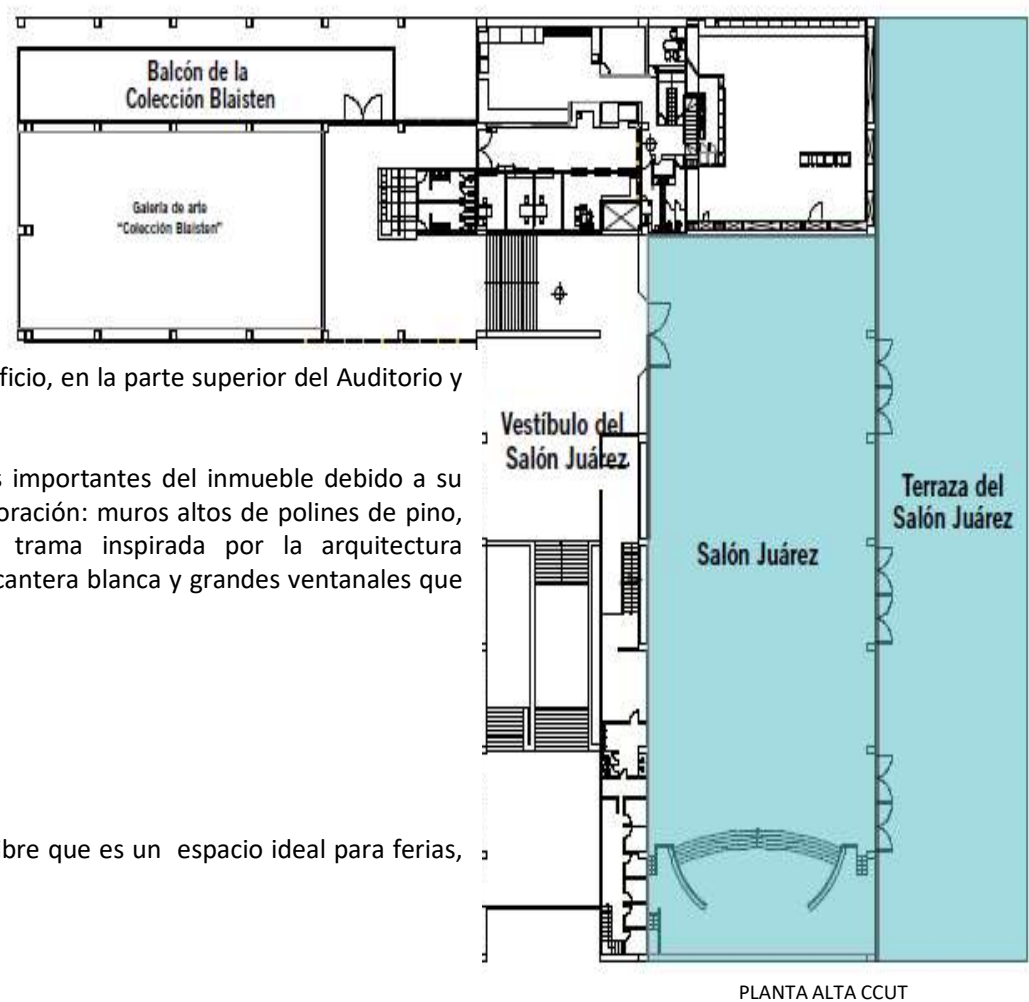 Balcón de la
Colección Blaisten
Galería de arte
“Colección Blaisten”
ficio, en la parte superior del Auditorio y
Vestíbulo del
Salón Juárez
s importantes del inmueble debido a su
oración: muros altos de polines de pino,
trama inspirada por la arquitectura
cantera blanca y grandes ventanales que
Salón Juárez
Terraza del
Salón Juárez
bre que es un espacio ideal para ferias,
PLANTA ALTA CCUT